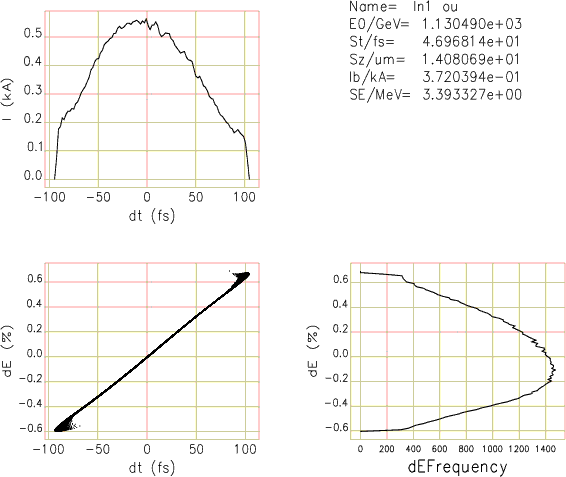 Name= In1 ou
E0/GeV= 1.130490e+03
St/fs= 4.696814e+01
Sz/um= 1.408069e+01
Ib/kA= 3.720394e-01
SE/MeV= 3.393327e+00
I (kA)
0.5
0.4
0.3
0.2
0.1
0.0
−100 −50 0 50 100
dt (fs)
dE (%)
0.6
0.4
0.2
0.0
−0.2
−0.4
−0.6
−100 −50 0 50 100
dt (fs)
dE (%)
0.6
0.4
0.2
0.0
−0.2
−0.4
−0.6
0 200 400 600 800 1000 1200 1400
dEFrequency